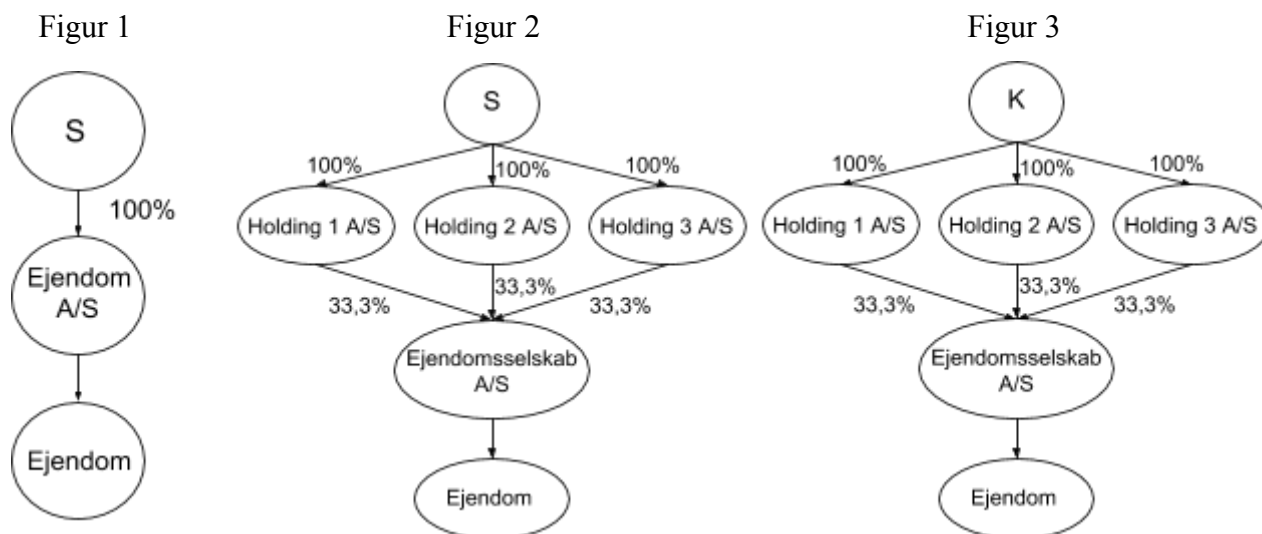 Figur 1
S
100%
Ejendom
A/S
Ejendom
Figur 2
S
100%
100%
100%
Holding 1 A/S
Holding 2 A/S
Holding 3 A/S
33,3%
33,3%
33,3%
Ejendomsselskab
A/S
Ejendom
Figur 3
K
100%
100%
100%
Holding 1 A/S
Holding 2 A/S
Holding 3 A/S
33,3%
33,3%
33,3%
Ejendomsselskab
A/S
Ejendom